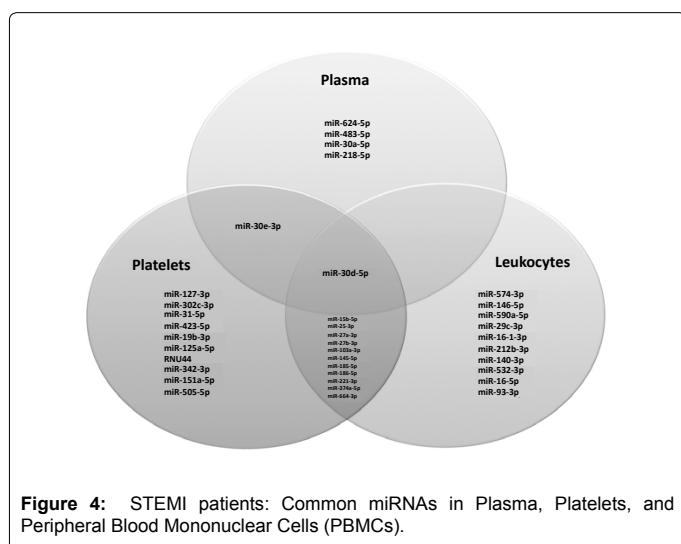 Plasma
miR-624-5p
miR-483-5p
miR-30a-5p
miR-218-5p
miR-30e-3p
miR-30d-5p
Platelets
miR-127-3p
miR-302c-3p
miR-31-5p
miR-423-5p
miR-19b-3p
miR-125a-5p
RNU44
miR-342-3p
miR-151a-5p
miR-505-5p
miR-15b-5p
miR-25-3p
miR-27a-3p
miR-27b-3p
miR-103a-3p
miR-145-5p
miR-185-5p
miR-186-5p
miR-221-3p
miR-374a-5p
miR-664-3p
Leukocytes
miR-574-3p
miR-146-5p
miR-590a-5p
miR-29c-3p
miR-16-1-3p
miR-212b-3p
miR-140-3p
miR-532-3p
miR-16-5p
miR-93-3p
Figure 4: STEMI patients: Common miRNAs in Plasma, Platelets, and
Peripheral Blood Mononuclear Cells (PBMCs).